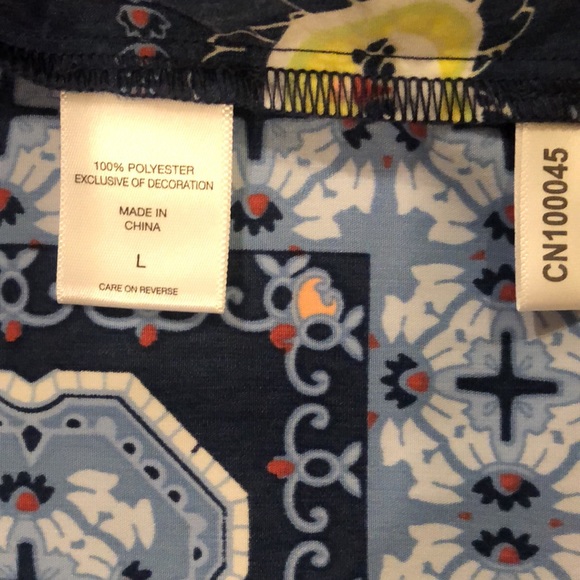 100% POLYESTER
EXCLUSIVE OF DECORATION
MADE IN
CHINA
L
CARE ON REVERSE
CN100045